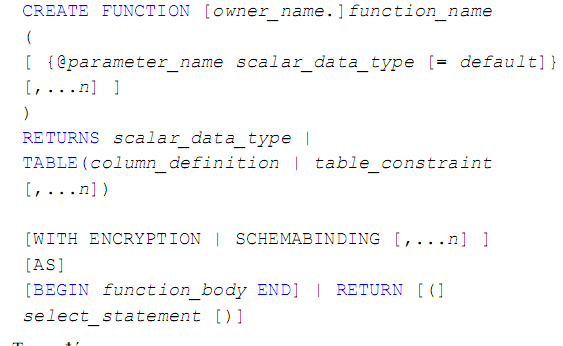 CREATE FUNCTION [owner_name.]function_name
(
[ {@parameter_name scalar_data_type [= default]}
[,...n] ]
)
RETURNS scalar_data_type |
TABLE(column_definition | table_constraint
[,...n])
[WITH ENCRYPTION | SCHEMABINDING [,...n] ]
[AS]
[BEGIN function_body END] | RETURN [(]
select_statement [)]